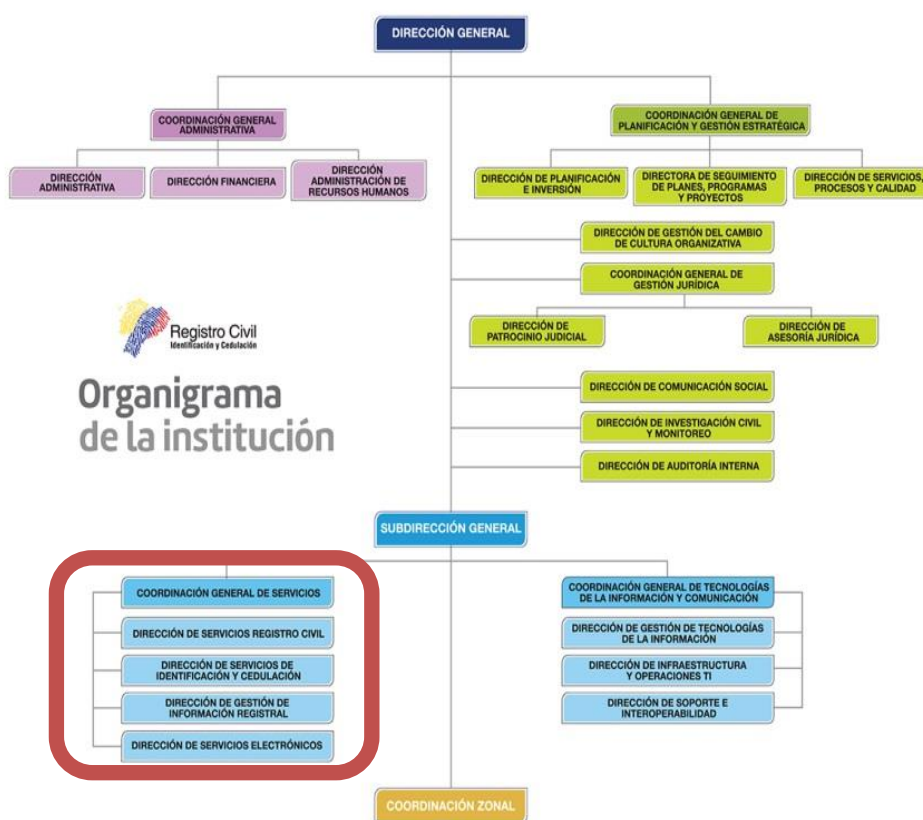 DIRECCIÓN GENERAL
COORDINACIÓN GENERAL
ADMINISTRATIVA
COORDINACIÓN GENERAL DE
PLANIFICACIÓN Y GESTIÓN ESTRATÉGICA
DIRECCIÓN
ADMINISTRATIVA
DIRECCIÓN FINANCIERA
DIRECCIÓN
ADMINISTRACIÓN DE
RECURSOS HUMANOS
DIRECCIÓN DE PLANIFICACIÓN
E INVERSIÓN
DIRECTORA DE SEGUIMIENTO
DE PLANES, PROGRAMAS
Y PROYECTOS
DIRECCIÓN DE SERVICIOS,
PROCESOS Y CALIDAD
DIRECCIÓN DE GESTIÓN DEL CAMBIO
DE CULTURA ORGANIZATIVA
COORDINACIÓN GENERAL DE
GESTIÓN JURÍDICA
DIRECCIÓN DE
PATROCINIO JUDICIAL
DIRECCIÓN DE
ASESORÍA JURÍDICA
Registro Civil
Identificación y Cedulación
Organigrama
de la institución
DIRECCIÓN DE COMUNICACIÓN SOCIAL
DIRECCIÓN DE INVESTIGACIÓN CIVIL
Y MONITOREO
DIRECCIÓN DE AUDITORÍA INTERNA
SUBDIRECCIÓN GENERAL
COORDINACIÓN GENERAL DE SERVICIOS
DIRECCIÓN DE SERVICIOS REGISTRO CIVIL
DIRECCIÓN DE SERVICIOS DE
IDENTIFICACIÓN Y CEDULACIÓN
DIRECCIÓN DE GESTIÓN DE
INFORMACIÓN REGISTRAL
DIRECCIÓN DE SERVICIOS ELECTRÓNICOS
COORDINACIÓN GENERAL DE TECNOLOGÍAS
DE LA INFORMACIÓN Y COMUNICACIÓN
DIRECCIÓN DE GESTIÓN DE TECNOLOGÍAS
DE LA INFORMACIÓN
DIRECCIÓN DE INFRAESTRUCTURA
Y OPERACIONES TI
DIRECCIÓN DE SOPORTE E
INTEROPERABILIDAD
COORDINACIÓN ZONAL